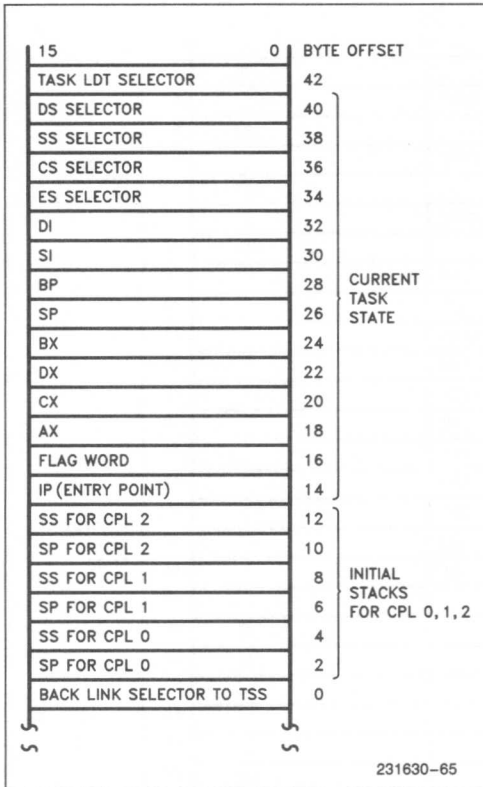 15 0 BYTE OFFSET
TASK LDT SELECTOR 42
DS SELECTOR 40
SS SELECTOR 38
CS SELECTOR 36
ES SELECTOR 34
DI 32
SI 30
BP 28
SP 26
BX 24
DX 22
CX 20
AX 18
FLAG WORD 16
IP (ENTRY POINT) 14
CURRENT
TASK
STATE
SS FOR CPL 2 12
SP FOR CPL 2 10
SS FOR CPL 1 8
SP FOR CPL 1 6
SS FOR CPL 0 4
SP FOR CPL 0 2
INITIAL
STACKS
FOR CPL 0, 1, 2
BACK LINK SELECTOR TO TSS 0
231630–65